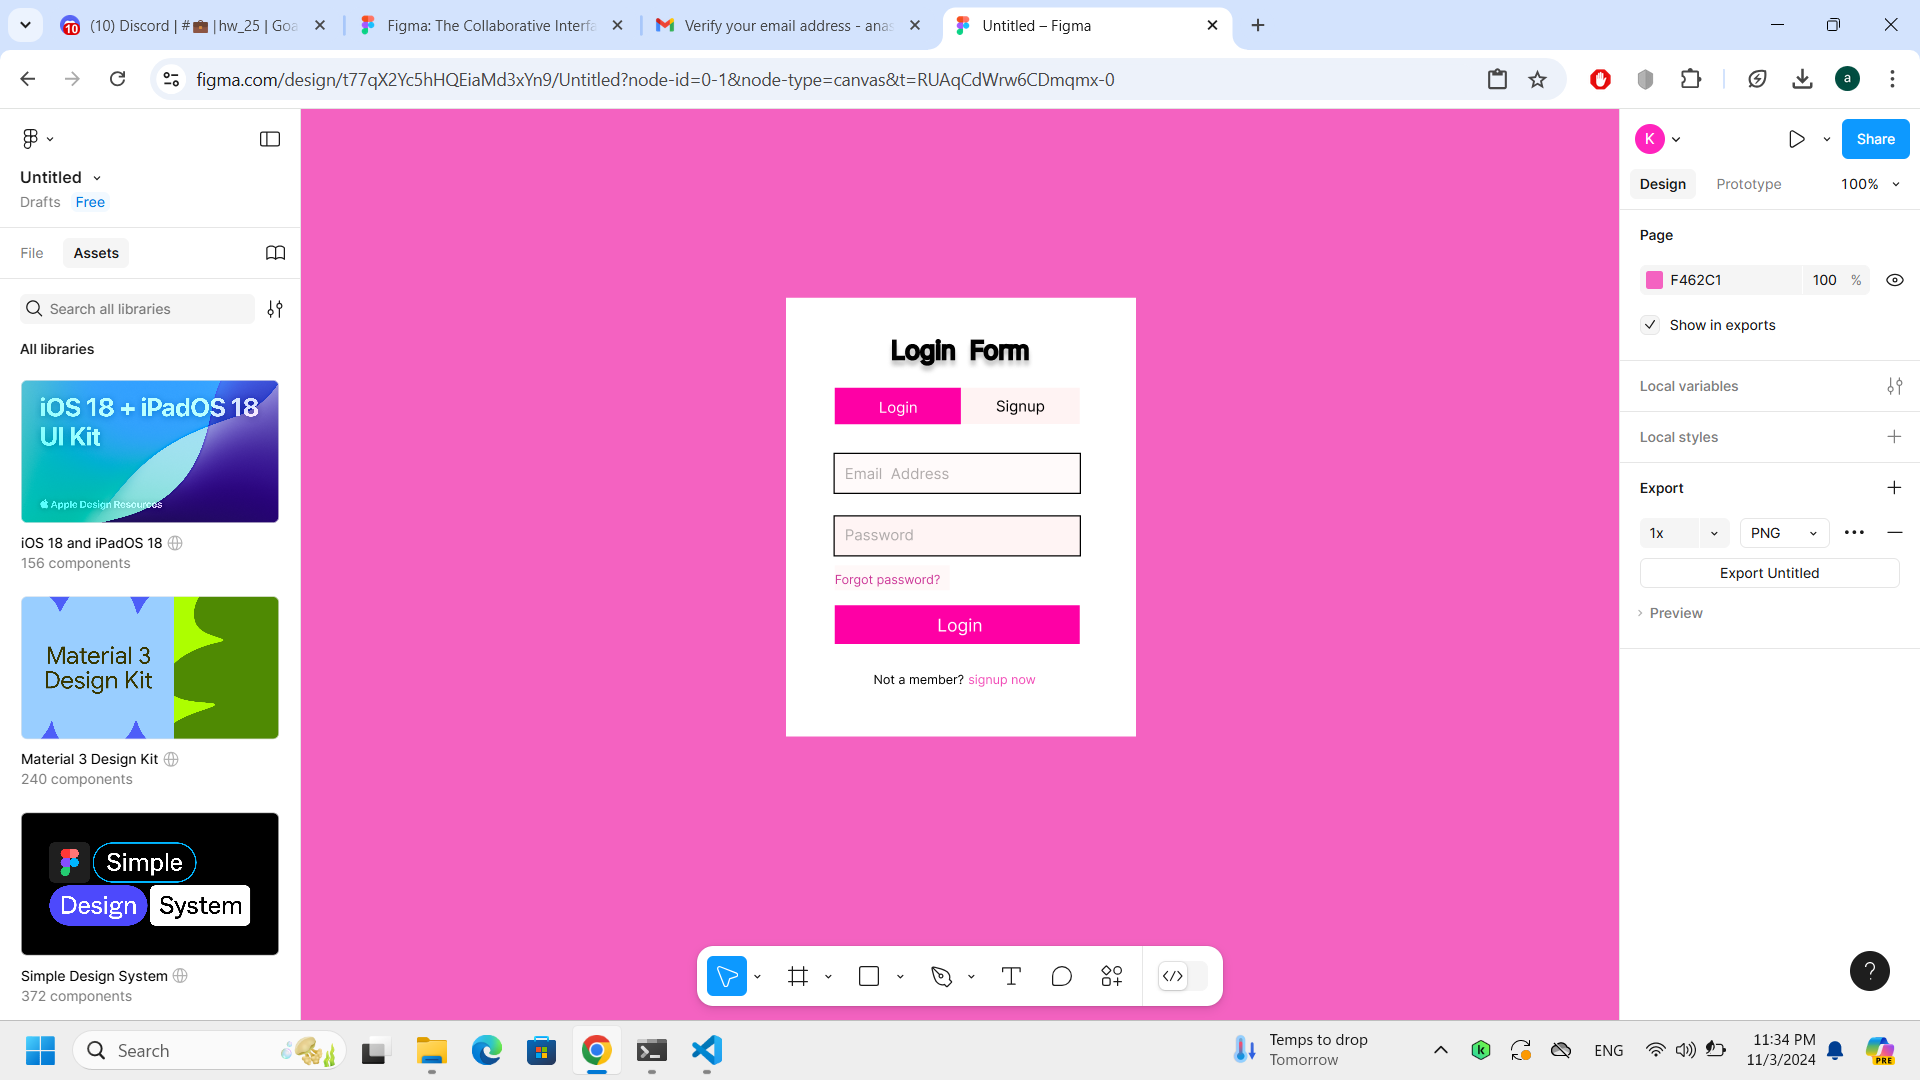 (10) Discord | #💼 |hw_25 | Goa
Figma: The Collaborative Interfa
Verify your email address - anas
Untitled – Figma
figma.com/design/t77qX2Yc5hHQEiaMd3xYn9/Untitled?node-id=0-1&node-type=canvas&t=RUAqCdWrw6CDmqmx-0
a
Untitled
Drafts Free
File Assets
Search all libraries
All libraries
iOS 18 + iPadOS 18
UI Kit
Apple Design Resources
iOS 18 and iPadOS 18
156 components
Material 3
Design Kit
Material 3 Design Kit
240 components
Simple
Design System
Simple Design System
372 components
Login Form
Login Signup
Email Address
Password
Forgot password?
Login
Not a member? signup now
K
Share
Design Prototype 100%
Page
F462C1 100 %
Show in exports
Local variables
Local styles
Export
1x PNG
Export Untitled
Preview
?
Search
Temps to drop
Tomorrow
ENG
11:34 PM
11/3/2024
PRE